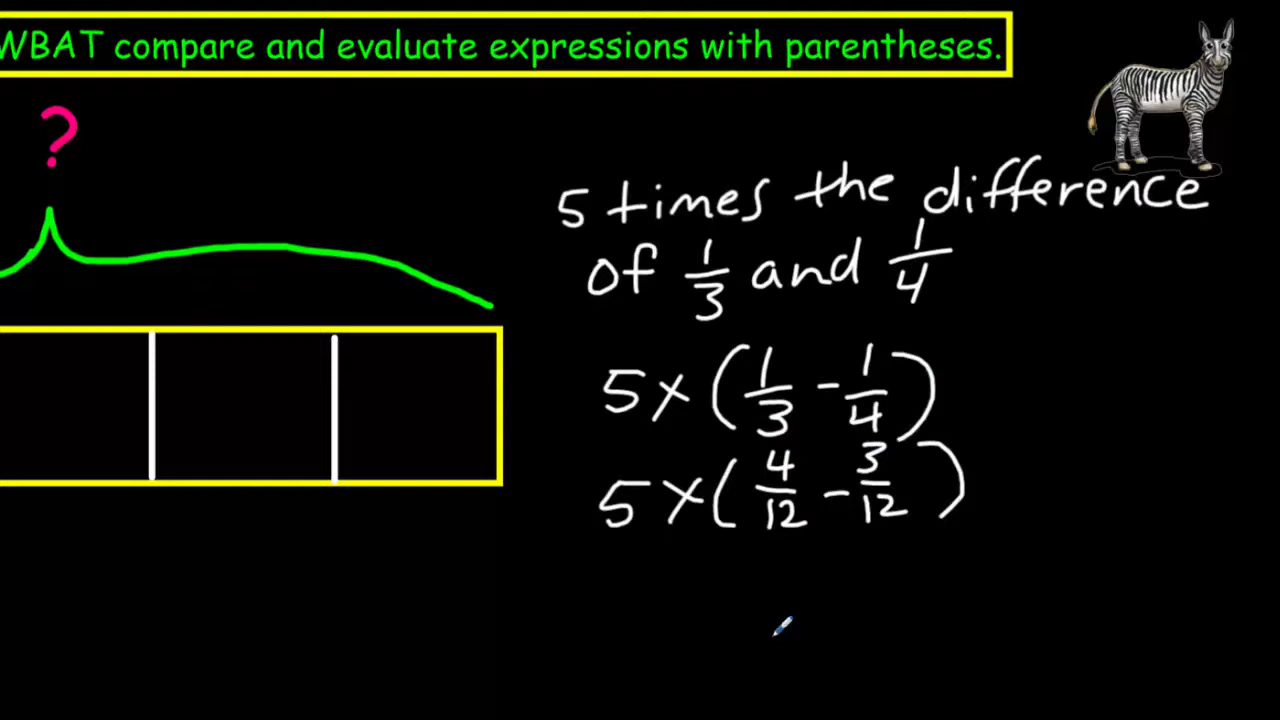 WBAT compare and evaluate expressions with parentheses.
?
5 times the difference
of 1/3 and 1/4
5 × (1/3 - 1/4)
5 × (4/12 - 3/12)